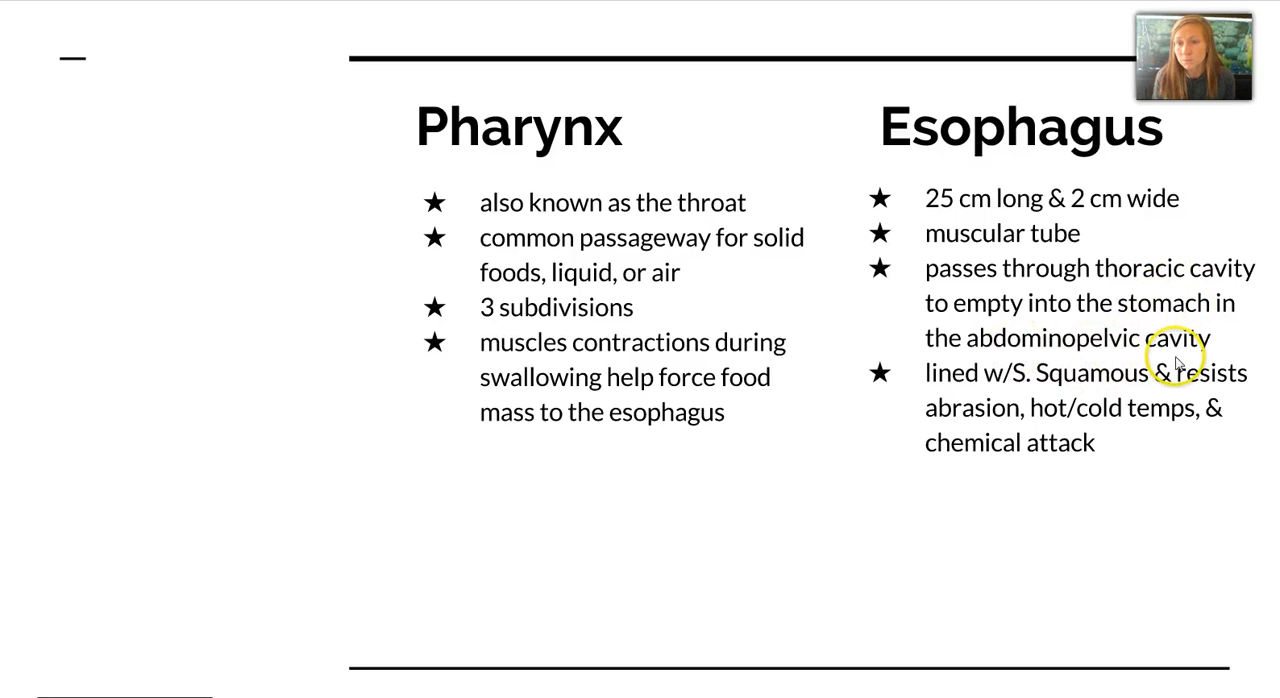 Pharynx
★ also known as the throat
★ common passageway for solid
foods, liquid, or air
★ 3 subdivisions
★ muscles contractions during
swallowing help force food
mass to the esophagus
Esophagus
★ 25 cm long & 2 cm wide
★ muscular tube
★ passes through thoracic cavity
to empty into the stomach in
the abdominopelvic cavity
★ lined w/S. Squamous & resists
abrasion, hot/cold temps, &
chemical attack